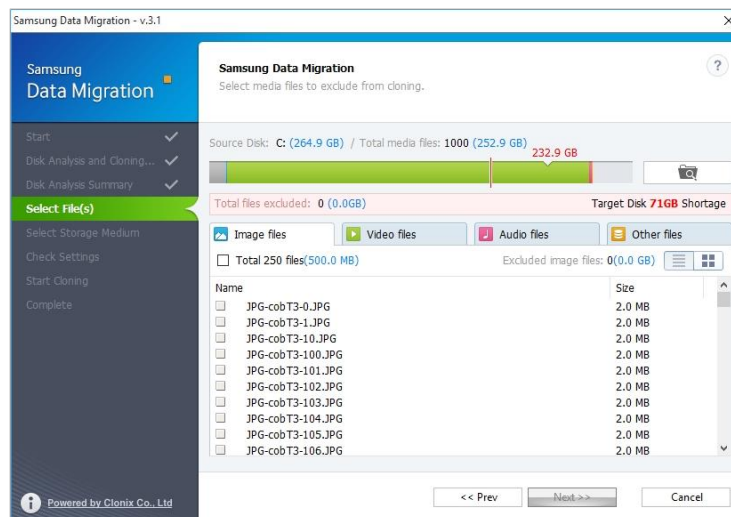 Samsung Data Migration - v.3.1
Samsung
Data Migration
Start
Disk Analysis and Cloning...
Disk Analysis Summary
Select File(s)
Select Storage Medium
Check Settings
Start Cloning
Complete
Powered by Clonix Co., Ltd
Samsung Data Migration
Select media files to exclude from cloning.
?
Source Disk: C: (264.9 GB) / Total media files: 1000 (252.9 GB)
232.9 GB
Total files excluded: 0 (0.0GB) Target Disk 71GB Shortage
Image files Video files Audio files Other files
Total 250 files(500.0 MB) Excluded image files: 0(0.0 GB)
Name Size
JPG-cobT3-0.JPG 2.0 MB
JPG-cobT3-1.JPG 2.0 MB
JPG-cobT3-10.JPG 2.0 MB
JPG-cobT3-100.JPG 2.0 MB
JPG-cobT3-101.JPG 2.0 MB
JPG-cobT3-102.JPG 2.0 MB
JPG-cobT3-103.JPG 2.0 MB
JPG-cobT3-104.JPG 2.0 MB
JPG-cobT3-105.JPG 2.0 MB
JPG-cobT3-106.JPG 2.0 MB
<< Prev Next >> Cancel